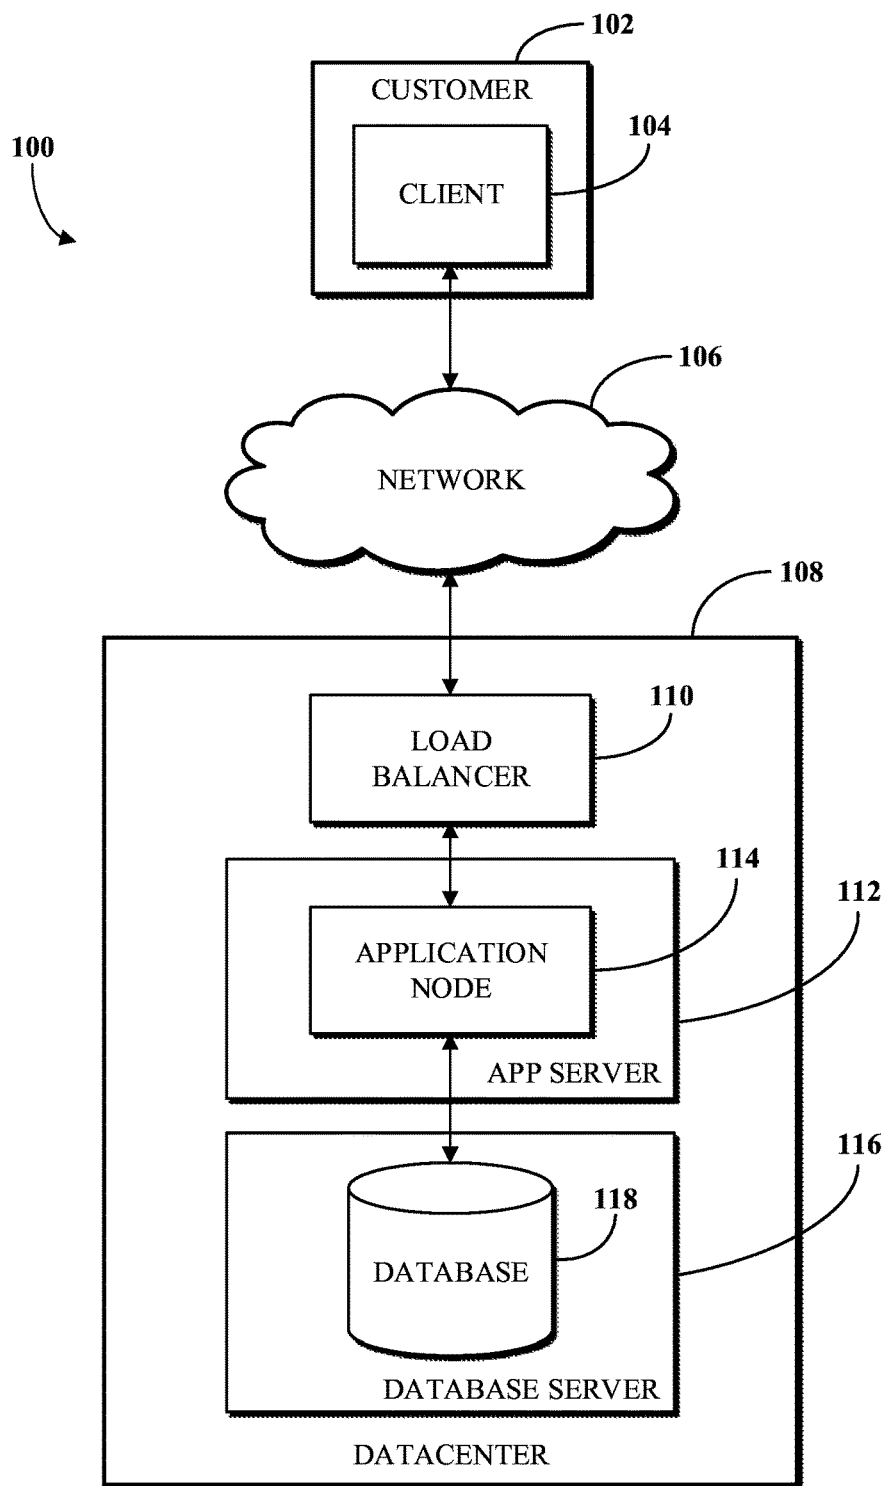 102
CUSTOMER
104
100
CLIENT
106
NETWORK
108
110
LOAD
BALANCER
114
112
APPLICATION
NODE
APP SERVER
116
118
DATABASE
DATABASE SERVER
DATACENTER